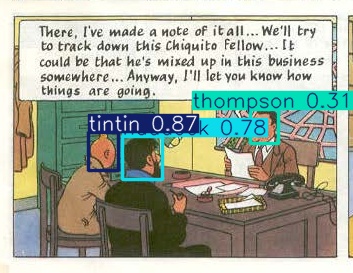 There, I've made a note of it all... We'll try
to track down this Chiquito fellow... It
could be that he's mixed up in this business
somewhere... Anyway, I'll let you know how
things are going.
thompson 0.31
tintin 0.87
0.78